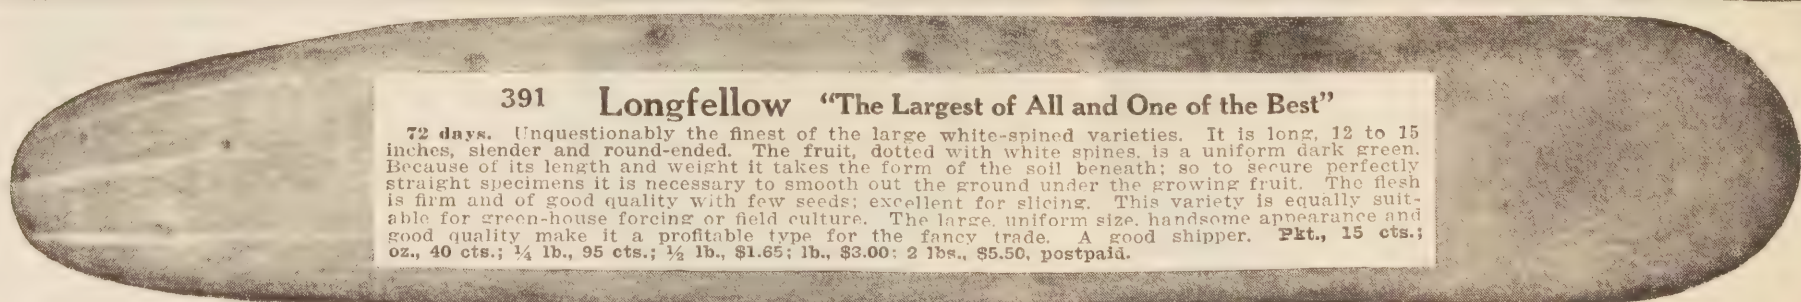 391 Longfellow "The Largest of All and One of the Best"
72 days. Unquestionably the finest of the large white-spined varieties. It is long, 12 to 15
inches, slender and round-ended. The fruit, dotted with white spines, is a uniform dark green.
Because of its length and weight it takes the form of the soil beneath; so to secure perfectly
straight specimens it is necessary to smooth out the ground under the growing fruit. The flesh
is firm and of good quality with few seeds; excellent for slicing. This variety is equally suit-
able for green-house forcing or field culture. The large, uniform size, handsome appearance and
good quality make it a profitable type for the fancy trade. A good shipper. Pkt., 15 cts.;
oz., 40 cts.; ¼ lb., 95 cts.; ½ lb., $1.65; lb., $3.00; 2 lbs., $5.50, postpaid.